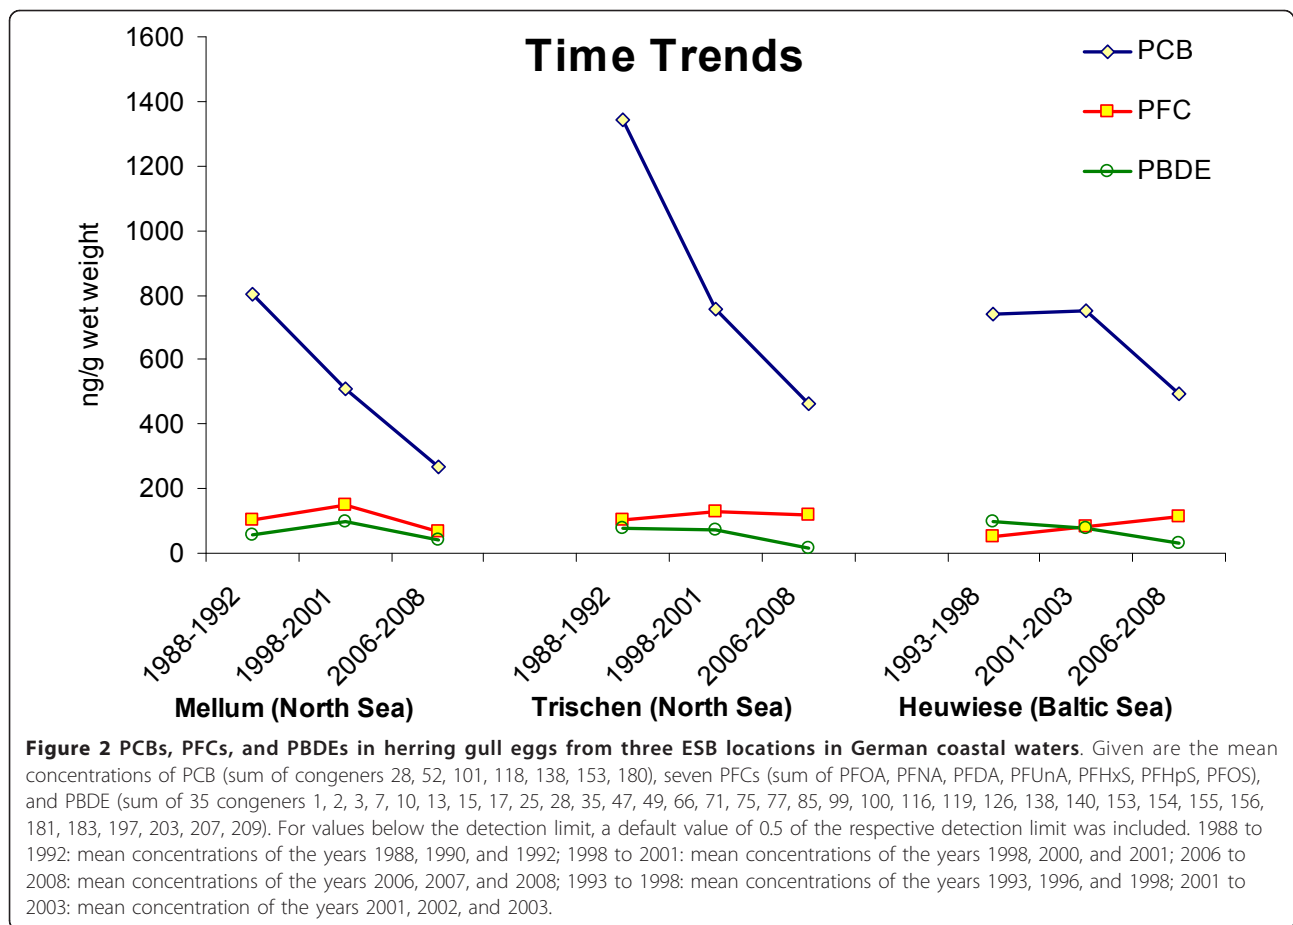 Time Trends
PCB
PFC
PBDE
1600
1400
1200
1000
800
600
400
200
0
ng/g wet weight
1988-1992
1998-2001
2006-2008
1988-1992
1998-2001
2006-2008
1993-1998
2001-2003
2006-2008
Mellum (North Sea)
Trischen (North Sea)
Heuwiese (Baltic Sea)
Figure 2 PCBs, PFCs, and PBDEs in herring gull eggs from three ESB locations in German coastal waters. Given are the mean
concentrations of PCB (sum of congeners 28, 52, 101, 118, 138, 153, 180), seven PFCs (sum of PFOA, PFNA, PFDA, PFUnA, PFHxS, PFHpS, PFOS),
and PBDE (sum of 35 congeners 1, 2, 3, 7, 10, 13, 15, 17, 25, 28, 35, 47, 49, 66, 71, 75, 77, 85, 99, 100, 116, 119, 126, 138, 140, 153, 154, 155, 156,
181, 183, 197, 203, 207, 209). For values below the detection limit, a default value of 0.5 of the respective detection limit was included. 1988 to
1992: mean concentrations of the years 1988, 1990, and 1992; 1998 to 2001: mean concentrations of the years 1998, 2000, and 2001; 2006 to
2008: mean concentrations of the years 2006, 2007, and 2008; 1993 to 1998: mean concentrations of the years 1993, 1996, and 1998; 2001 to
2003: mean concentration of the years 2001, 2002, and 2003.